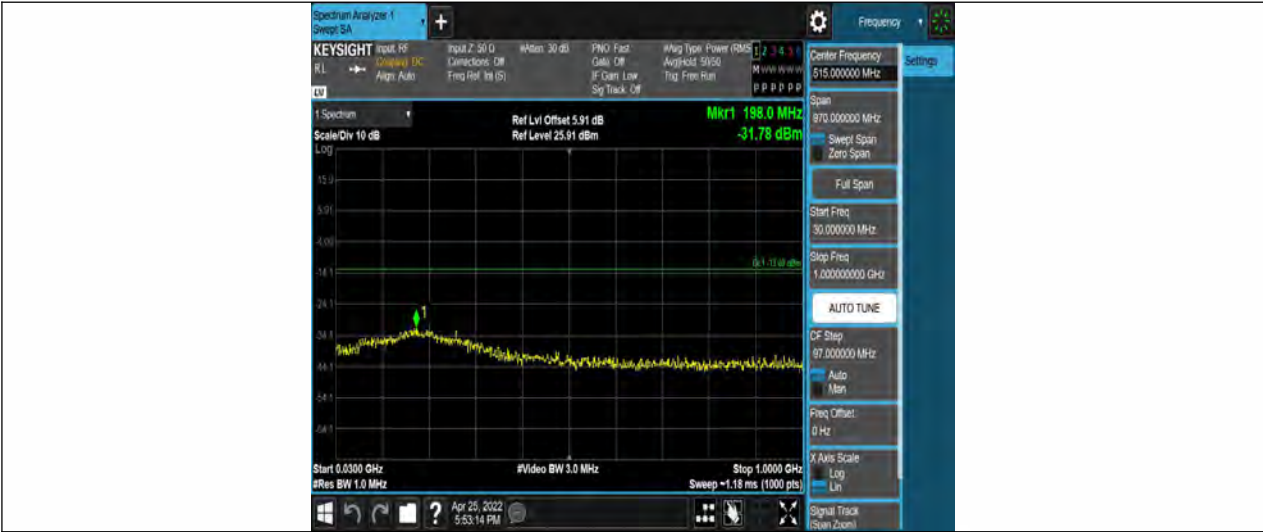 Spectrum Analyzer 1
Swept SA
+
Frequency
KEYSIGHT
Input: RF
Coupling: DC
Align: Auto
Input Z: 50 Ω
Corrections: Off
Freq Ref: Int (S)
#Atten: 30 dB
PNO: Fast
Gate: Off
IF Gain: Low
Sig Track: Off
#Avg Type: Power (RMS
Avg|Hold: 50/50
Trig: Free Run
1 2 3 4 5 6
M W W W W W
P P P P P P
RL
LV
Center Frequency
515.000000 MHz
Settings
1 Spectrum
Scale/Div 10 dB
Ref Lvl Offset 5.91 dB
Ref Level 25.91 dBm
Mkr1 198.0 MHz
-31.78 dBm
Log
15.9
5.91
-4.09
DL1 -13.00 dBm
-14.1
-24.1
1
-34.1
-44.1
-54.1
-64.1
Start 0.0300 GHz
#Res BW 1.0 MHz
#Video BW 3.0 MHz
Stop 1.0000 GHz
Sweep ~1.18 ms (1000 pts)
Span
970.000000 MHz
Swept Span
Zero Span
Full Span
Start Freq
30.000000 MHz
Stop Freq
1.000000000 GHz
AUTO TUNE
CF Step
97.000000 MHz
Auto
Man
Freq Offset
0 Hz
X Axis Scale
Log
Lin
Signal Track
(Span Zoom)
?
Apr 25, 2022
5:53:14 PM